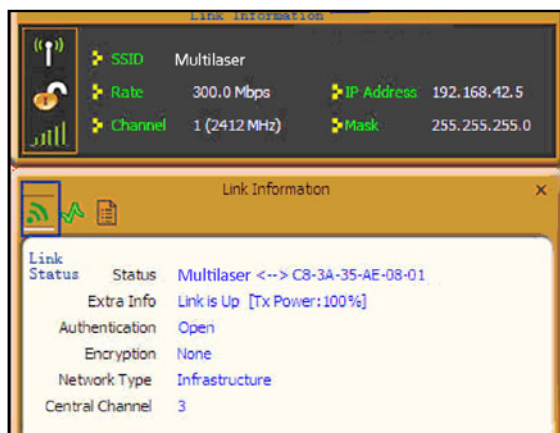 Link Information
SSID Multilaser
Rate 300.0 Mbps IP Address 192.168.42.5
Channel 1 (2412 MHz) Mask 255.255.255.0
Link Information ×
Link
Status Status Multilaser <--> C8-3A-35-AE-08-01
Extra Info Link is Up [Tx Power:100%]
Authentication Open
Encryption None
Network Type Infrastructure
Central Channel 3